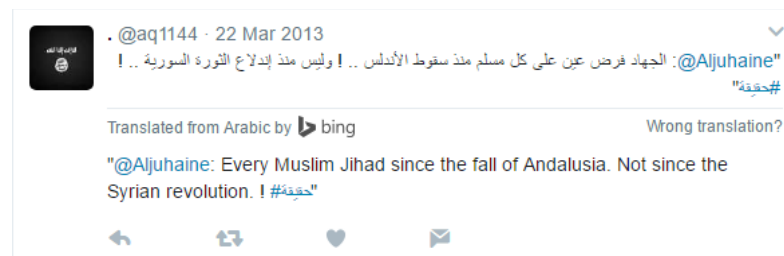 . @aq1144 · 22 Mar 2013
"@Aljuhaine: الجهاد فرض عين على كل مسلم منذ سقوط الأندلس .. ! وليس منذ إندلاع الثورة السورية .. !
#حقيقة"
Translated from Arabic by bing
Wrong translation?
"@Aljuhaine: Every Muslim Jihad since the fall of Andalusia. Not since the
Syrian revolution. ! #حقيقة"